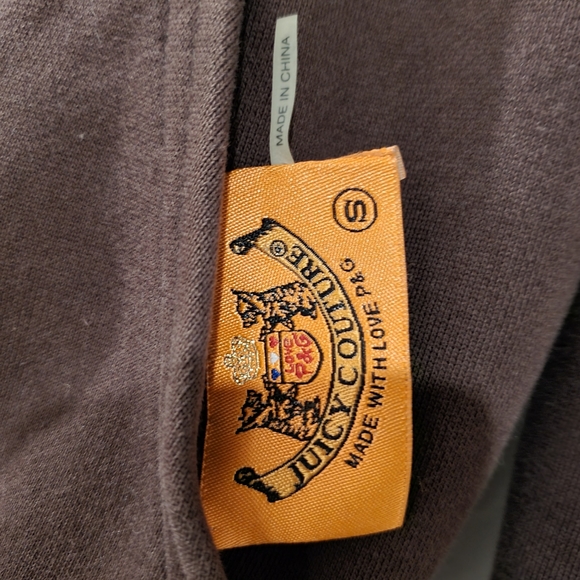 MADE IN CHINA
S
LOVE
P&G
JUICY COUTURE ®
MADE WITH LOVE P&G